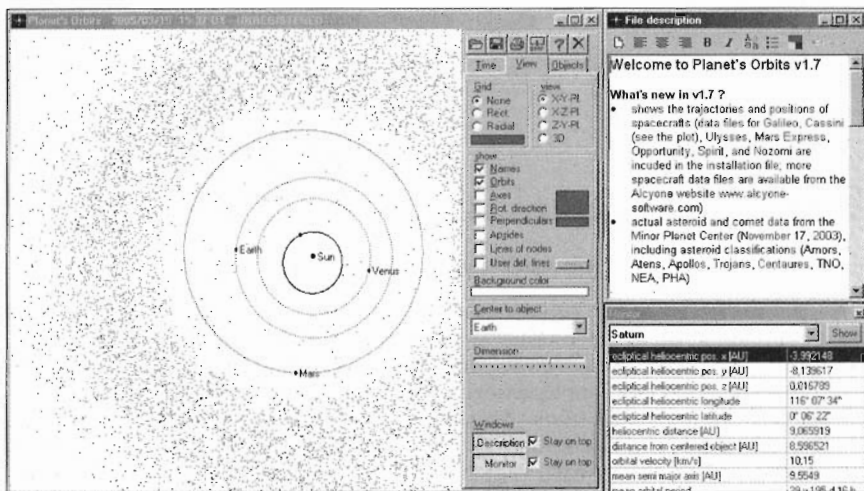 Planet's Orbits 2005/03/19
Earth
Sun
Venus
Mars
Time View Objects
Grid
None
Rect.
Radial
view
X-Y-Pl.
X-Z-Pl.
Z-Y-Pl.
3D
show
Names
Orbits
Axes
Rot. direction
Perpendiculars
Apsides
Lines of nodes
User def. lines
Background color
Center to object
Earth
Dimension
Windows
Description Stay on top
Monitor Stay on top
File description
B I
Welcome to Planet's Orbits v1.7
What's new in v1.7 ?
• shows the trajectories and positions of
spacecrafts (data files for Galileo, Cassini
(see the plot), Ulysses, Mars Express,
Opportunity, Spirit, and Nozomi are
incuded in the installation file; more
spacecraft data files are available from the
Alcyone website www.alcyone-
software.com)
• actual asteroid and comet data from the
Minor Planet Center (November 17, 2003),
including asteroid classifications (Amors,
Atens, Apollos, Trojans, Centaures, TNO,
NEA, PHA)
Monitor
Saturn Show
ecliptical heliocentric pos. x [AU] -3,992148
ecliptical heliocentric pos. y [AU] -8,139617
ecliptical heliocentric pos. z [AU] 0,016789
ecliptical heliocentric longitude 116° 07' 34"
ecliptical heliocentric latitude 0° 06' 22"
heliocentric distance [AU] 9,065919
distance from centered object [AU] 8,596521
orbital velocity [km/s] 10,15
mean semi major axis [AU] 9,5549
mean orbital period